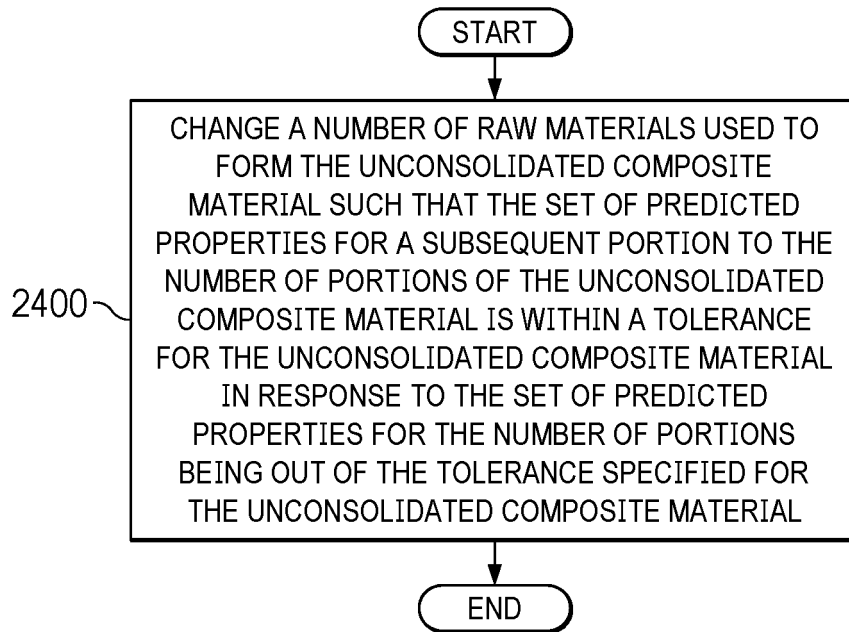 START
CHANGE A NUMBER OF RAW MATERIALS USED TO
FORM THE UNCONSOLIDATED COMPOSITE
MATERIAL SUCH THAT THE SET OF PREDICTED
PROPERTIES FOR A SUBSEQUENT PORTION TO THE
NUMBER OF PORTIONS OF THE UNCONSOLIDATED
COMPOSITE MATERIAL IS WITHIN A TOLERANCE
FOR THE UNCONSOLIDATED COMPOSITE MATERIAL
IN RESPONSE TO THE SET OF PREDICTED
PROPERTIES FOR THE NUMBER OF PORTIONS
BEING OUT OF THE TOLERANCE SPECIFIED FOR
THE UNCONSOLIDATED COMPOSITE MATERIAL
2400
END